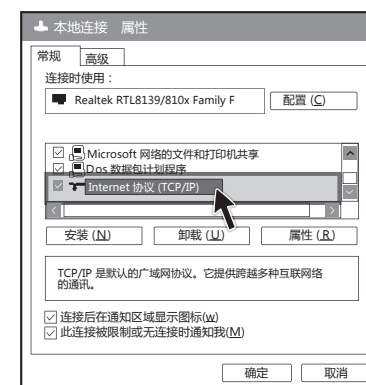 本地连接 属性
常规 高级
连接时使用：
Realtek RTL8139/810x Family F 配置 (C)
Microsoft 网络的文件和打印机共享
Dos 数据包计划程序
Internet 协议 (TCP/IP)
安装 (N) 卸载 (U) 属性 (R)
TCP/IP 是默认的广域网协议。它提供跨越多种互联网络
的通讯。
连接后在通知区域显示图标(w)
此连接被限制或无连接时通知我(M)
确定 取消